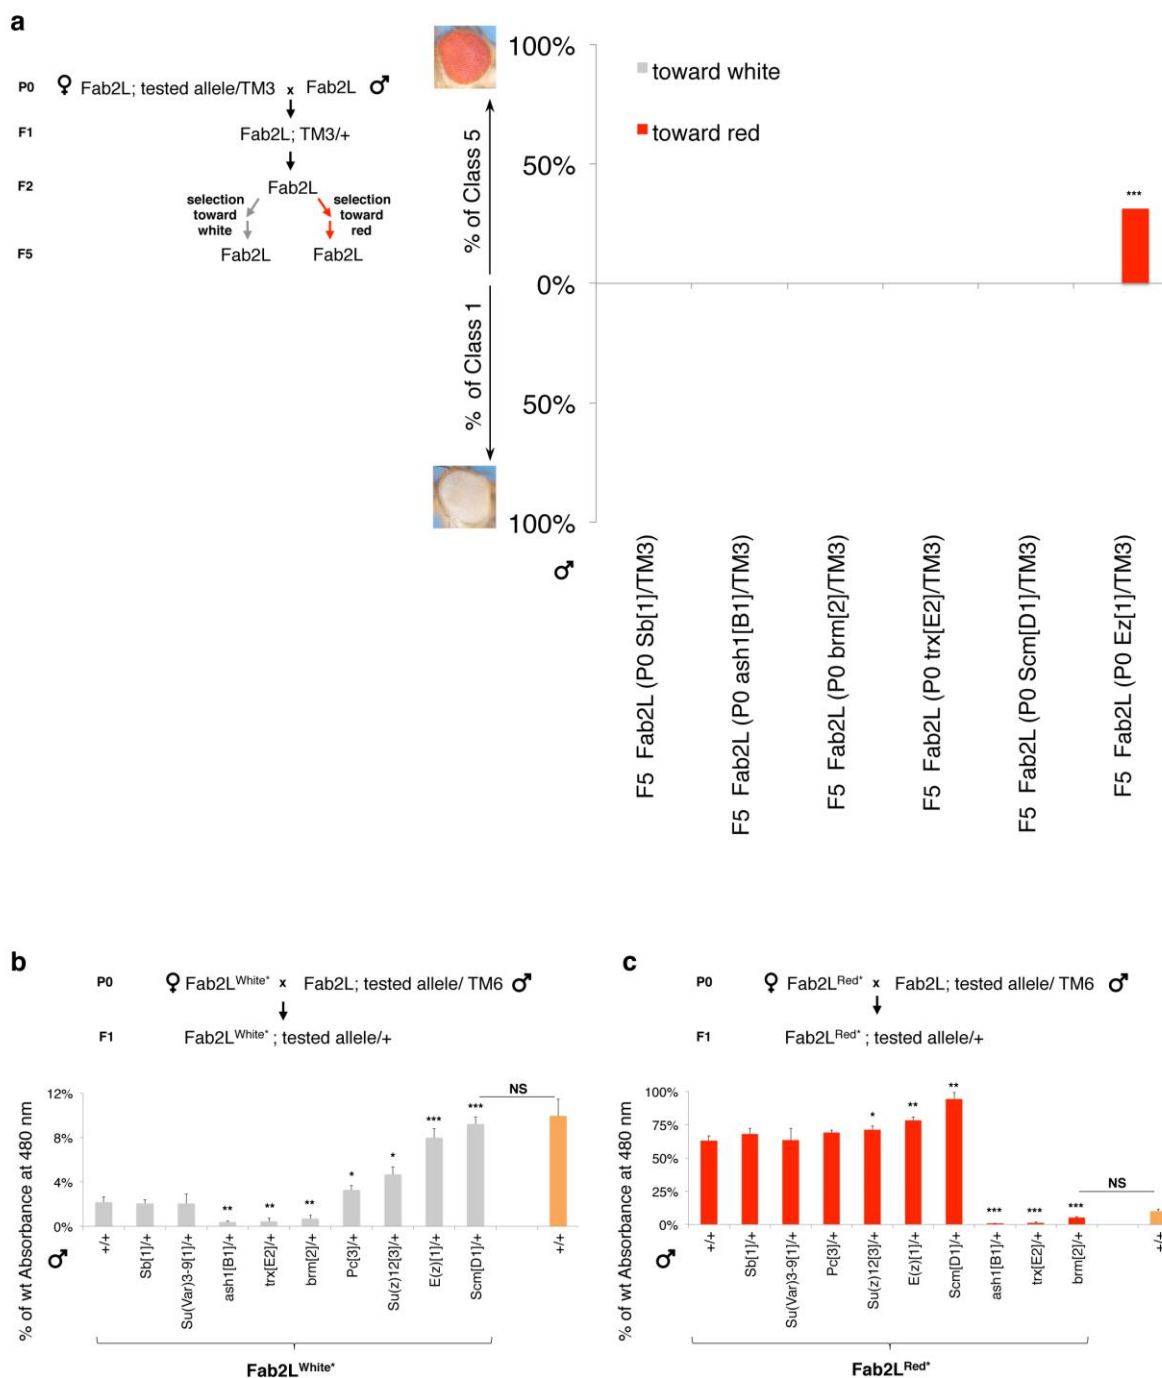 a
P0 ♀ Fab2L; tested allele/TM3 x Fab2L ♂
F1 Fab2L; TM3/+
F2 Fab2L
selection toward white
selection toward red
F5 Fab2L Fab2L
% of Class 5
% of Class 1
100%
50%
0%
50%
100%
toward white
toward red
***
♂
F5 Fab2L (P0 Sb[1]/TM3)
F5 Fab2L (P0 ash1[B1]/TM3)
F5 Fab2L (P0 brm[2]/TM3)
F5 Fab2L (P0 trx[E2]/TM3)
F5 Fab2L (P0 Scm[D1]/TM3)
F5 Fab2L (P0 Ez[1]/TM3)
b
P0 ♀ Fab2LWhite* x Fab2L; tested allele/ TM6 ♂
F1 Fab2LWhite* ; tested allele/+
% of wt Absorbance at 480 nm
12%
8%
4%
0%
** ** ** * * *** *** NS
♂
+/+
Sb[1]/+
Su(Var)3-9[1]/+
ash1[B1]/+
trx[E2]/+
brm[2]/+
Pc[3]/+
Su(z)12[3]/+
E(z)[1]/+
Scm[D1]/+
+/+
Fab2LWhite*
c
P0 ♀ Fab2LRed* x Fab2L; tested allele/ TM6 ♂
F1 Fab2LRed* ; tested allele/+
% of wt Absorbance at 480 nm
100%
75%
50%
25%
0%
* ** ** *** *** *** NS
♂
+/+
Sb[1]/+
Su(Var)3-9[1]/+
Pc[3]/+
Su(z)12[3]/+
E(z)[1]/+
Scm[D1]/+
ash1[B1]/+
trx[E2]/+
brm[2]/+
+/+
Fab2LRed*